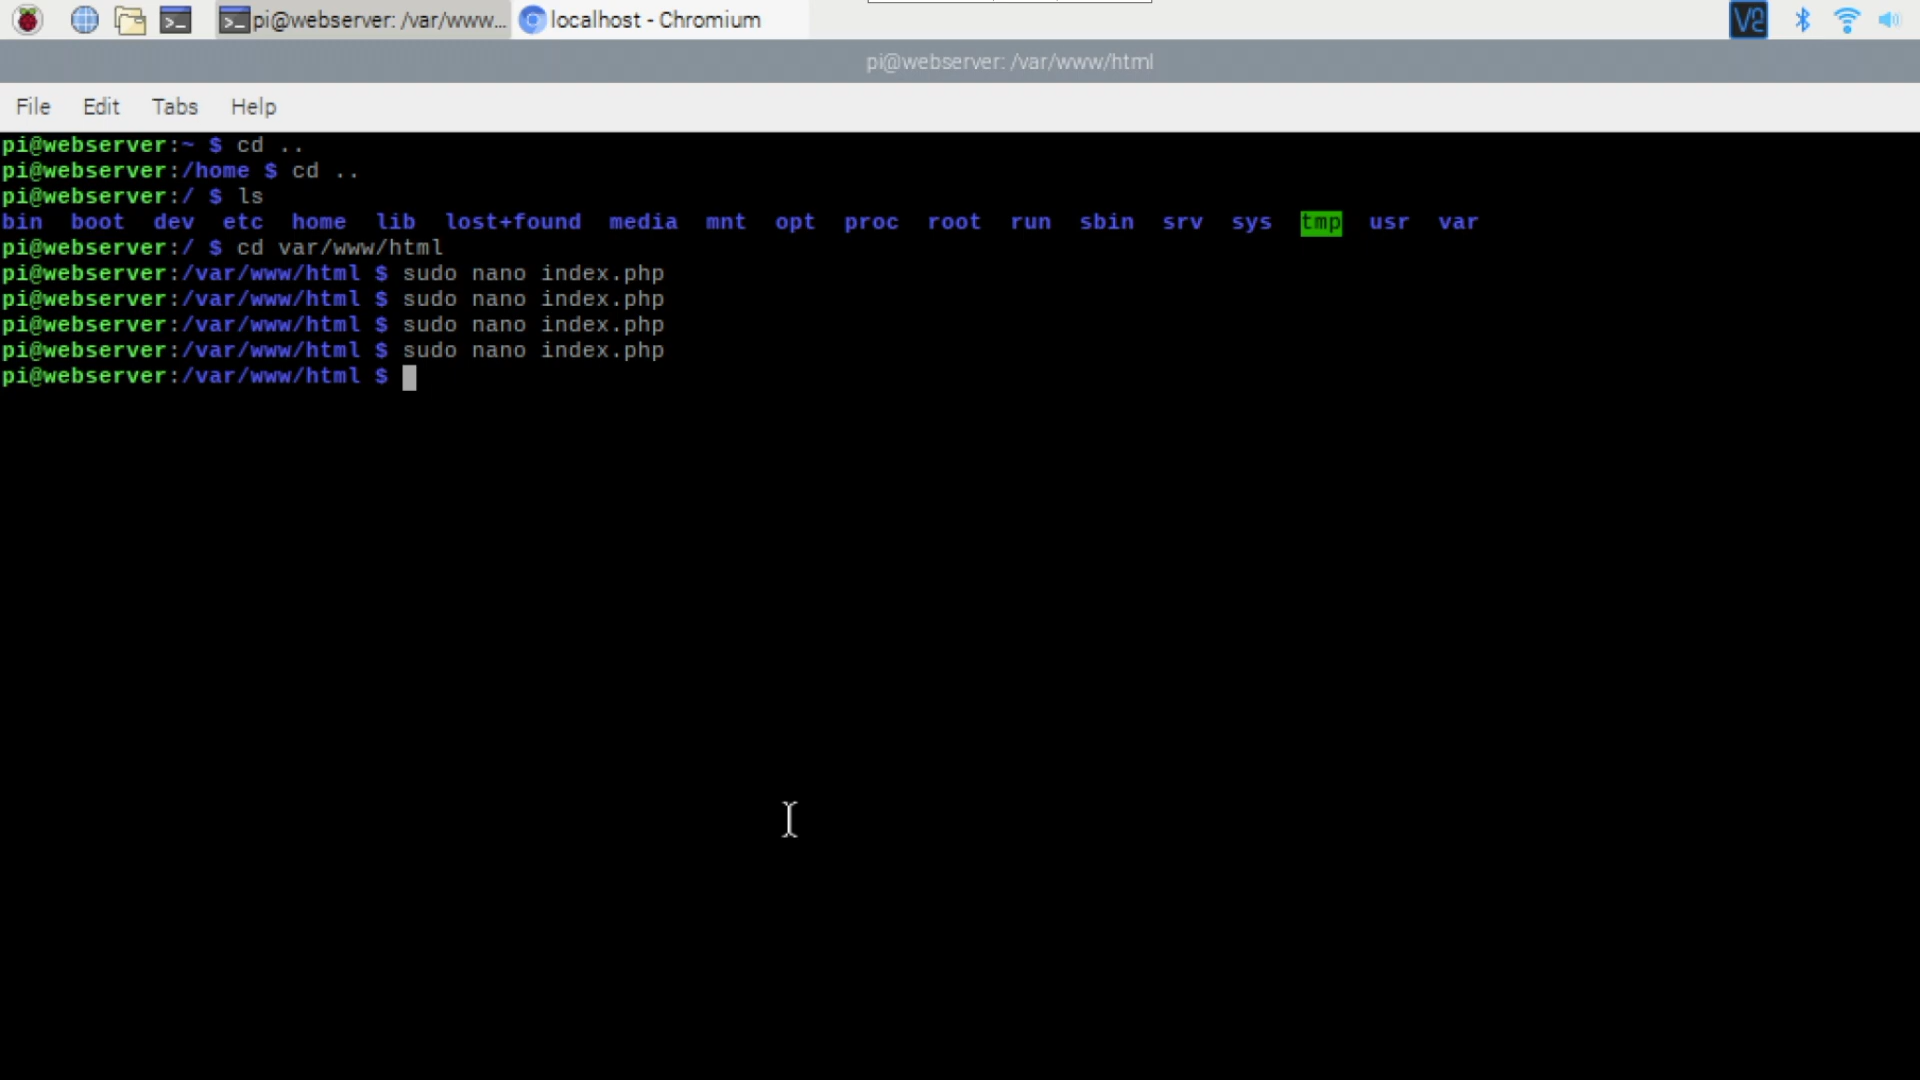 pi@webserver: /var/www...
localhost - Chromium
pi@webserver: /var/www/html
File Edit Tabs Help
pi@webserver:~ $ cd ..
pi@webserver:/home $ cd ..
pi@webserver:/ $ ls
bin boot dev etc home lib lost+found media mnt opt proc root run sbin srv sys tmp usr var
pi@webserver:/ $ cd var/www/html
pi@webserver:/var/www/html $ sudo nano index.php
pi@webserver:/var/www/html $ sudo nano index.php
pi@webserver:/var/www/html $ sudo nano index.php
pi@webserver:/var/www/html $ sudo nano index.php
pi@webserver:/var/www/html $